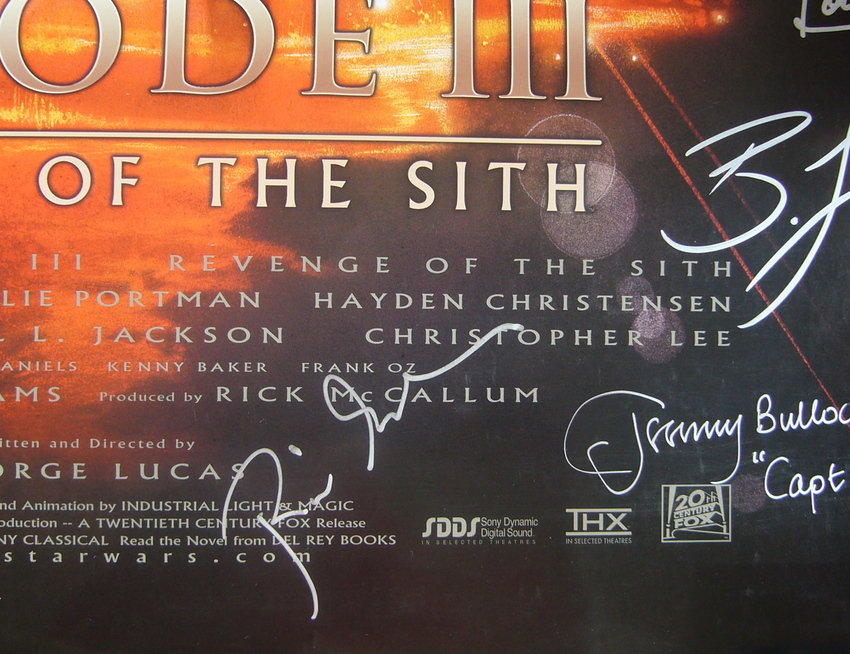 ODE III
OF THE SITH
III REVENGE OF THE SITH
LIE PORTMAN HAYDEN CHRISTENSEN
L L. JACKSON CHRISTOPHER LEE
ANIELS KENNY BAKER FRANK OZ
AMS Produced by RICK McCALLUM
B.
Jeremy Bulloc
"Capt
itten and Directed by
ORGE LUCAS
nd Animation by INDUSTRIAL LIGHT & MAGIC
oduction -- A TWENTIETH CENTURY FOX Release
NY CLASSICAL Read the Novel from DEL REY BOOKS
starwars.com
SDDS Sony Dynamic
Digital Sound.
IN SELECTED THEATRES
THX
IN SELECTED THEATRES
20th
CENTURY
FOX